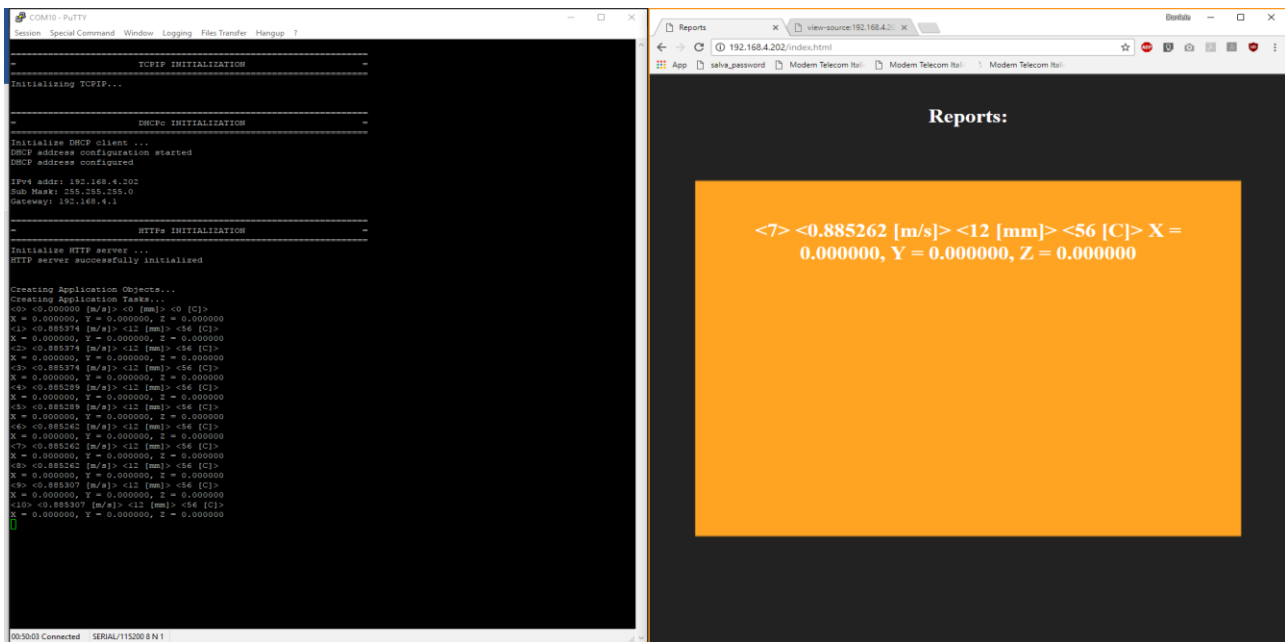 COM10 - PuTTY
Session Special Command Window Logging Files Transfer Hangup ?
================================================================
= TCPIP INITIALIZATION =
================================================================
Initializing TCPIP...
================================================================
= DHCPc INITIALIZATION =
================================================================
Initialize DHCP client ...
DHCP address configuration started
DHCP address configured
IPv4 addr: 192.168.4.202
Sub Mask: 255.255.255.0
Gateway: 192.168.4.1
================================================================
= HTTPs INITIALIZATION =
================================================================
Initialize HTTP server ...
HTTP server successfully initialized
Creating Application Objects...
Creating Application Tasks...
<0> <0.000000 [m/s]> <0 [mm]> <0 [C]>
X = 0.000000, Y = 0.000000, Z = 0.000000
<1> <0.885374 [m/s]> <12 [mm]> <56 [C]>
X = 0.000000, Y = 0.000000, Z = 0.000000
<2> <0.885374 [m/s]> <12 [mm]> <56 [C]>
X = 0.000000, Y = 0.000000, Z = 0.000000
<3> <0.885374 [m/s]> <12 [mm]> <56 [C]>
X = 0.000000, Y = 0.000000, Z = 0.000000
<4> <0.885289 [m/s]> <12 [mm]> <56 [C]>
X = 0.000000, Y = 0.000000, Z = 0.000000
<5> <0.885289 [m/s]> <12 [mm]> <56 [C]>
X = 0.000000, Y = 0.000000, Z = 0.000000
<6> <0.885262 [m/s]> <12 [mm]> <56 [C]>
X = 0.000000, Y = 0.000000, Z = 0.000000
<7> <0.885262 [m/s]> <12 [mm]> <56 [C]>
X = 0.000000, Y = 0.000000, Z = 0.000000
<8> <0.885262 [m/s]> <12 [mm]> <56 [C]>
X = 0.000000, Y = 0.000000, Z = 0.000000
<9> <0.885307 [m/s]> <12 [mm]> <56 [C]>
X = 0.000000, Y = 0.000000, Z = 0.000000
<10> <0.885307 [m/s]> <12 [mm]> <56 [C]>
X = 0.000000, Y = 0.000000, Z = 0.000000
00:50:03 Connected SERIAL/115200 8 N 1
Reports view-source:192.168.4.20
192.168.4.202/index.html
App salva_password Modem Telecom Itali Modem Telecom Itali Modem Telecom Itali
Reports:
<7> <0.885262 [m/s]> <12 [mm]> <56 [C]> X =
0.000000, Y = 0.000000, Z = 0.000000